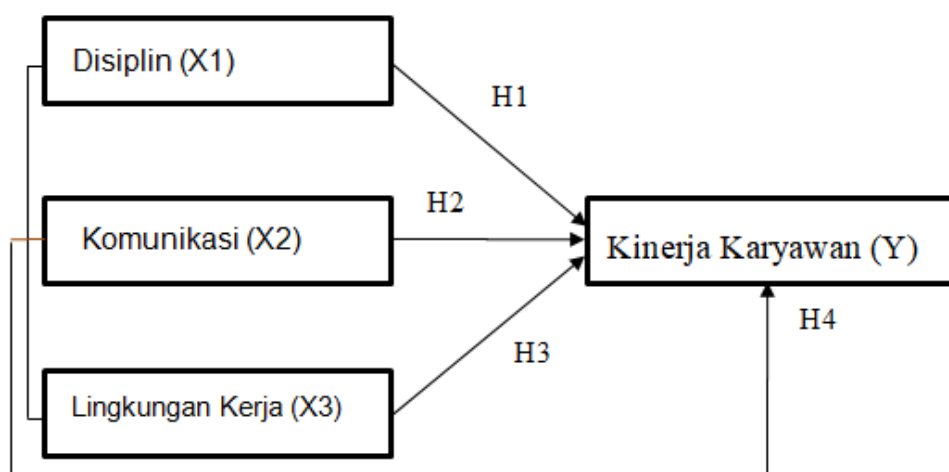 Disiplin (X1)
H1
H2
Komunikasi (X2)
Kinerja Karyawan (Y)
H4
H3
Lingkungan Kerja (X3)